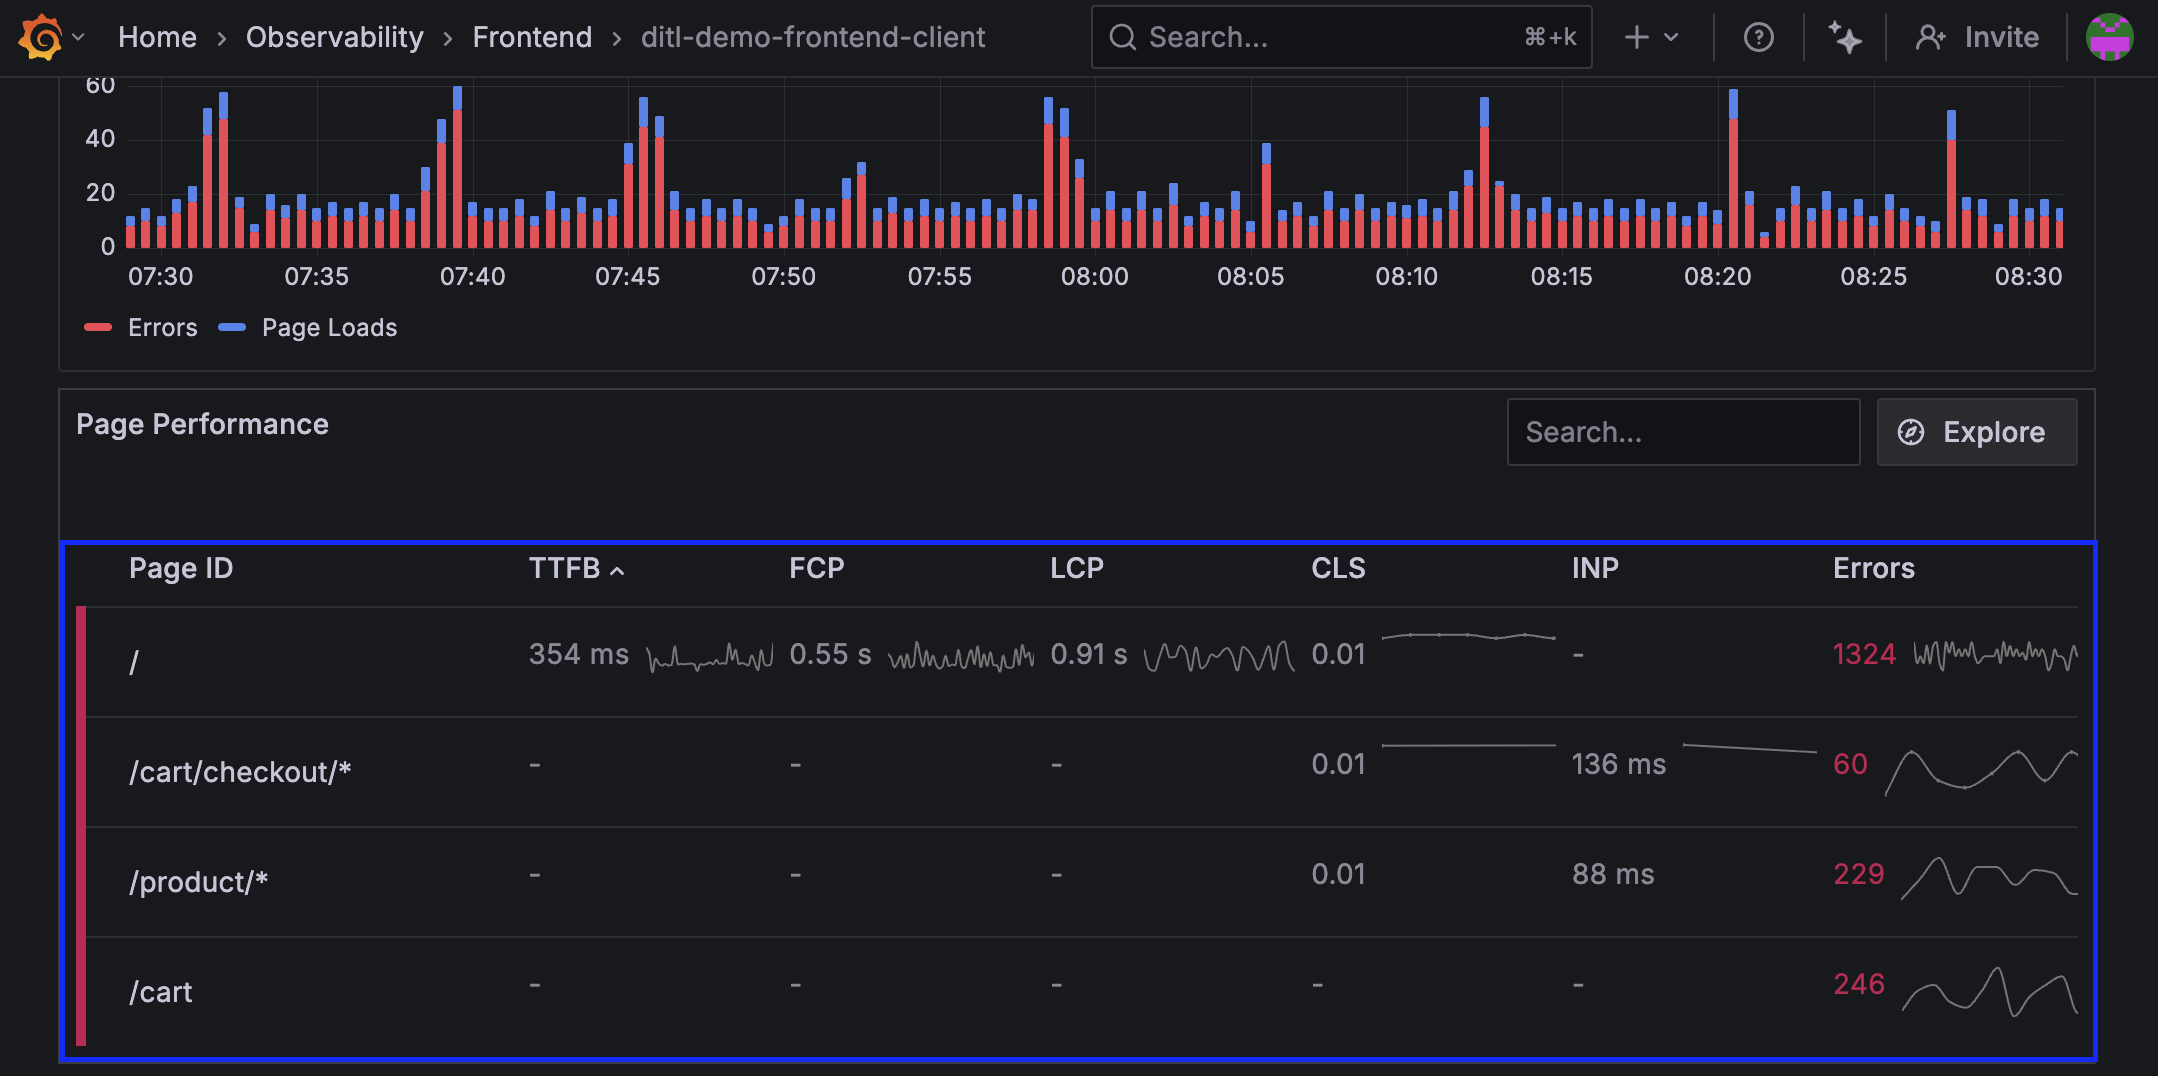 Home > Observability > Frontend > ditl-demo-frontend-client Search... ⌘+k + Invite
60
40
20
0
07:30 07:35 07:40 07:45 07:50 07:55 08:00 08:05 08:10 08:15 08:20 08:25 08:30
Errors Page Loads
Page Performance Search... Explore
Page ID TTFB FCP LCP CLS INP Errors
/ 354 ms 0.55 s 0.91 s 0.01 - 1324
/cart/checkout/* - - - 0.01 136 ms 60
/product/* - - - 0.01 88 ms 229
/cart - - - - - 246